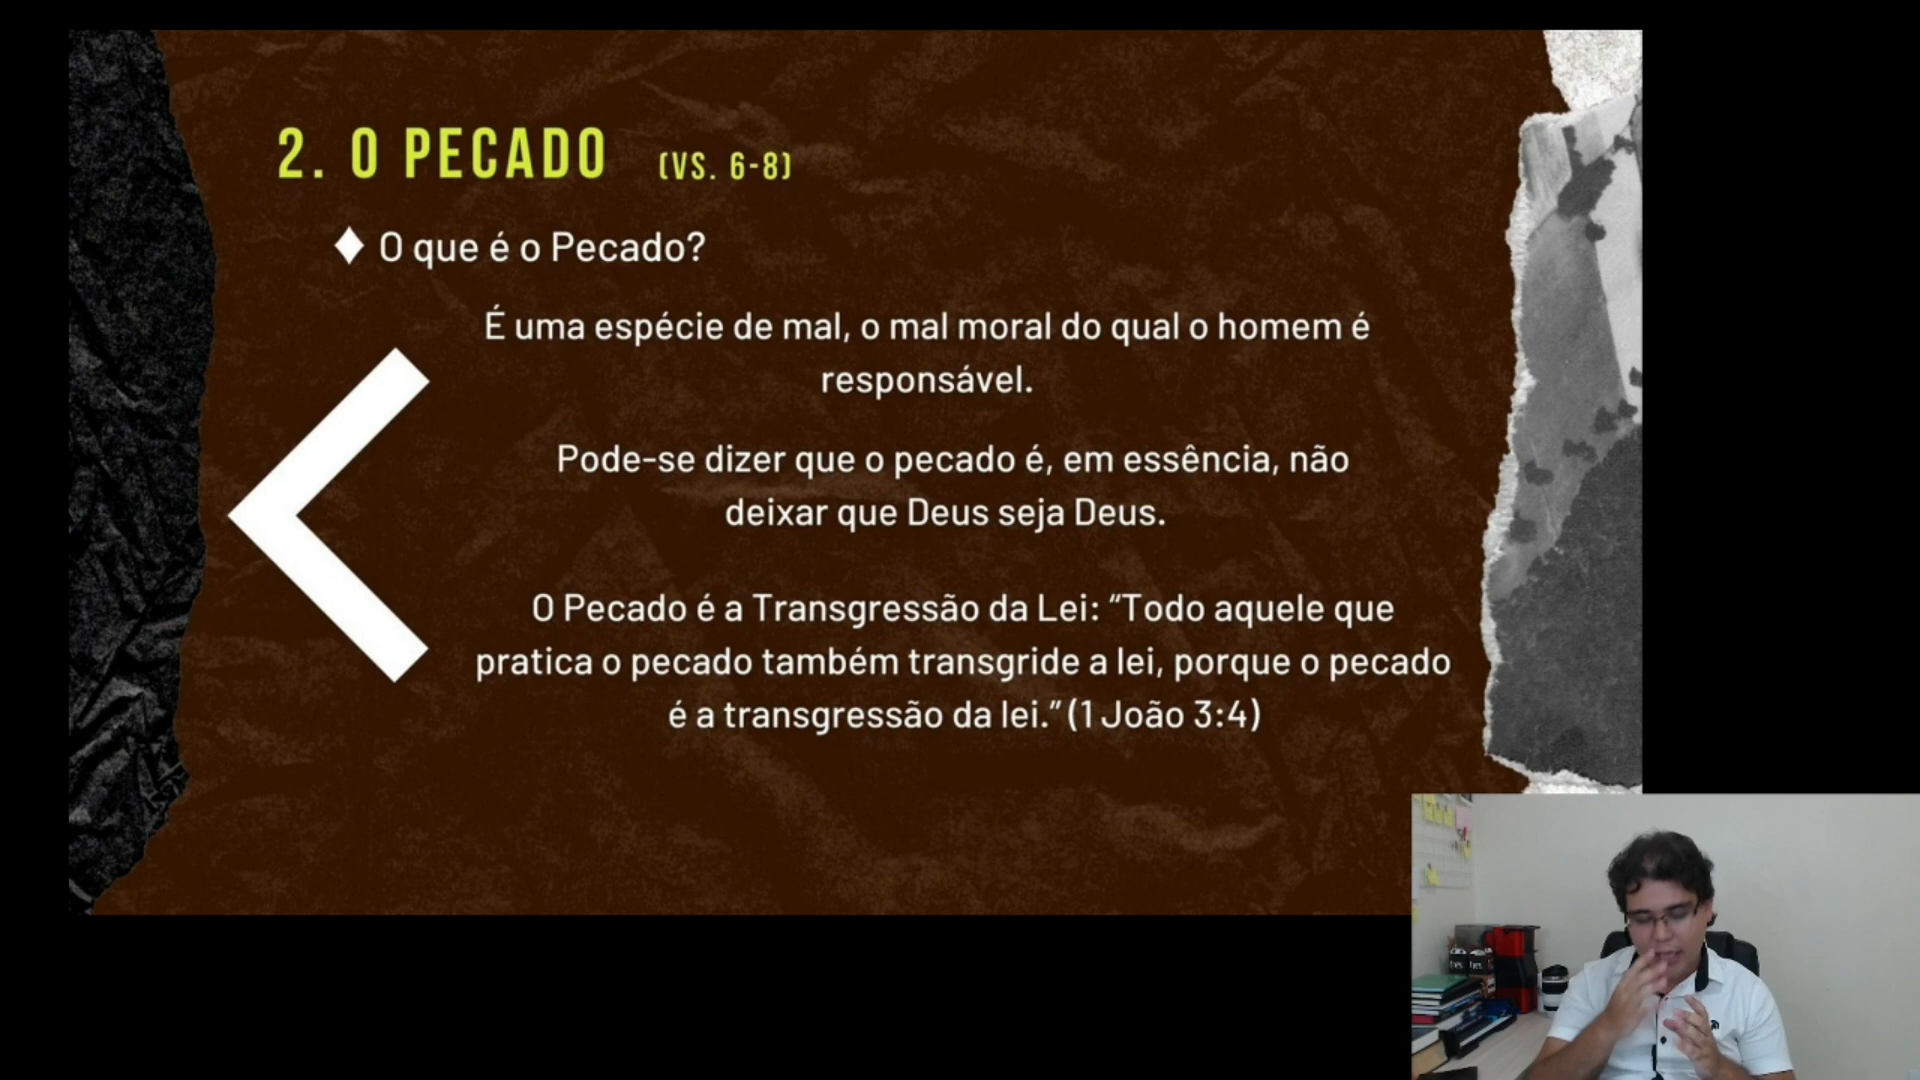 2. O PECADO (VS. 6-8)
O que é o Pecado?
É uma espécie de mal, o mal moral do qual o homem é
responsável.
Pode-se dizer que o pecado é, em essência, não
deixar que Deus seja Deus.
O Pecado é a Transgressão da Lei: “Todo aquele que
pratica o pecado também transgride a lei, porque o pecado
é a transgressão da lei.” (1 João 3:4)